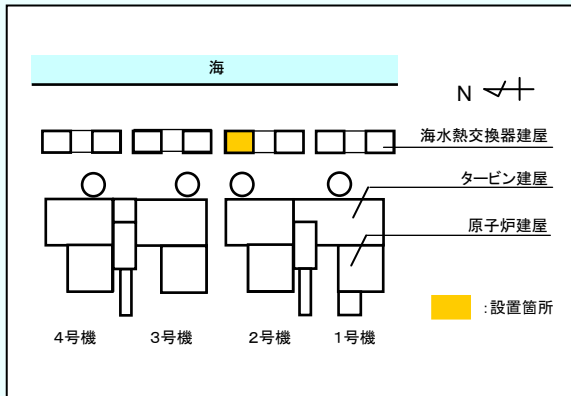 海
N
海水熱交換器建屋
タービン建屋
原子炉建屋
:設置箇所
4号機
3号機
2号機
1号機